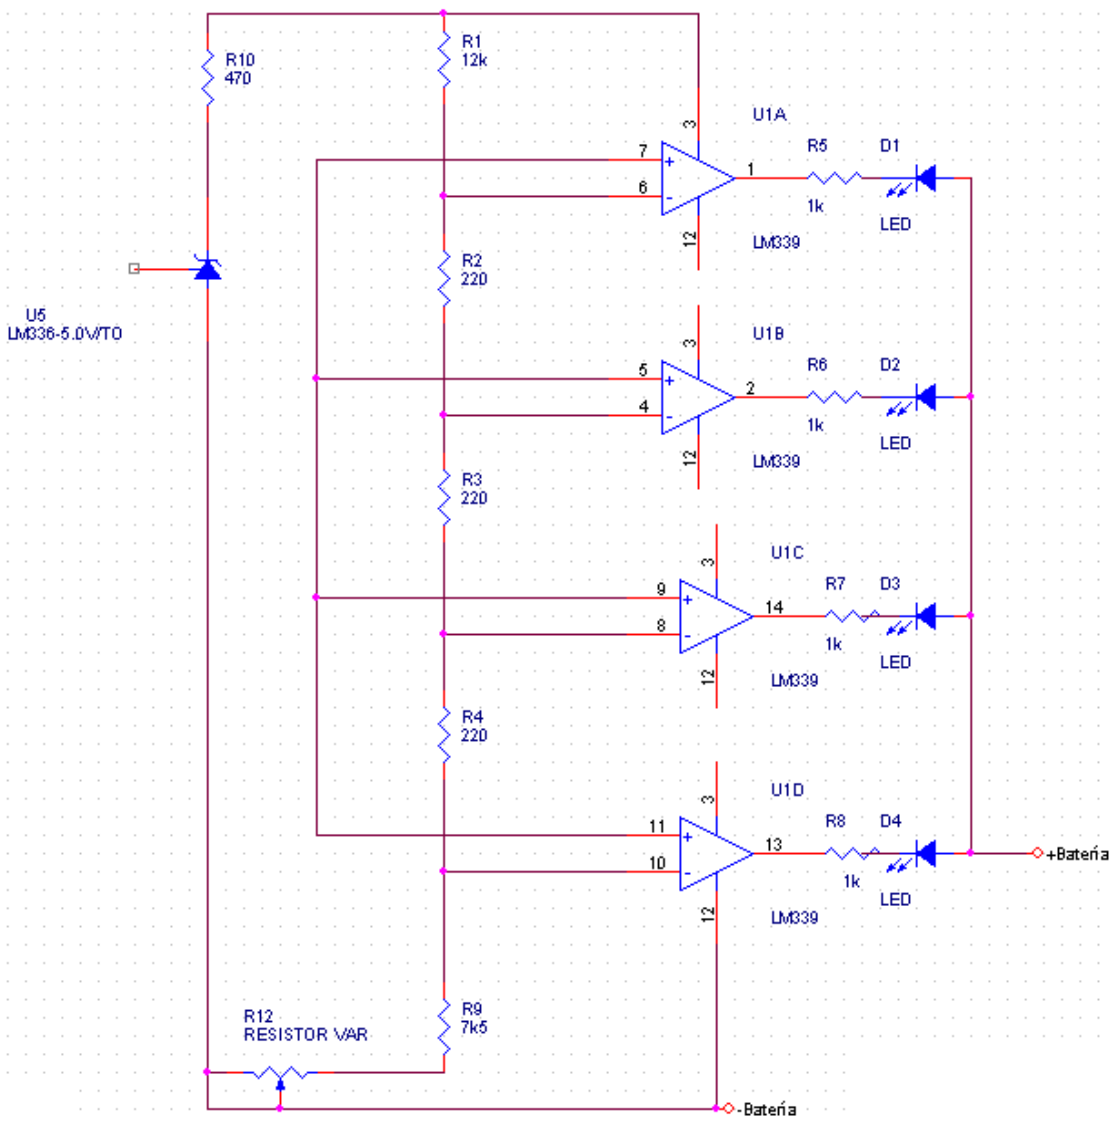 R10
470
R1
12k
U1A
3
7
+
6
-
1
12
LM339
R5
D1
1k
LED
R2
220
U5
LM336-5.0V/TO
U1B
3
5
+
4
-
2
12
LM339
R6
D2
1k
LED
R3
220
U1C
3
9
+
8
-
14
12
LM339
R7
D3
1k
LED
R4
220
U1D
3
11
+
10
-
13
12
LM339
R8
D4
1k
LED
+Batería
R12
RESISTOR VAR
R9
7k5
-Batería